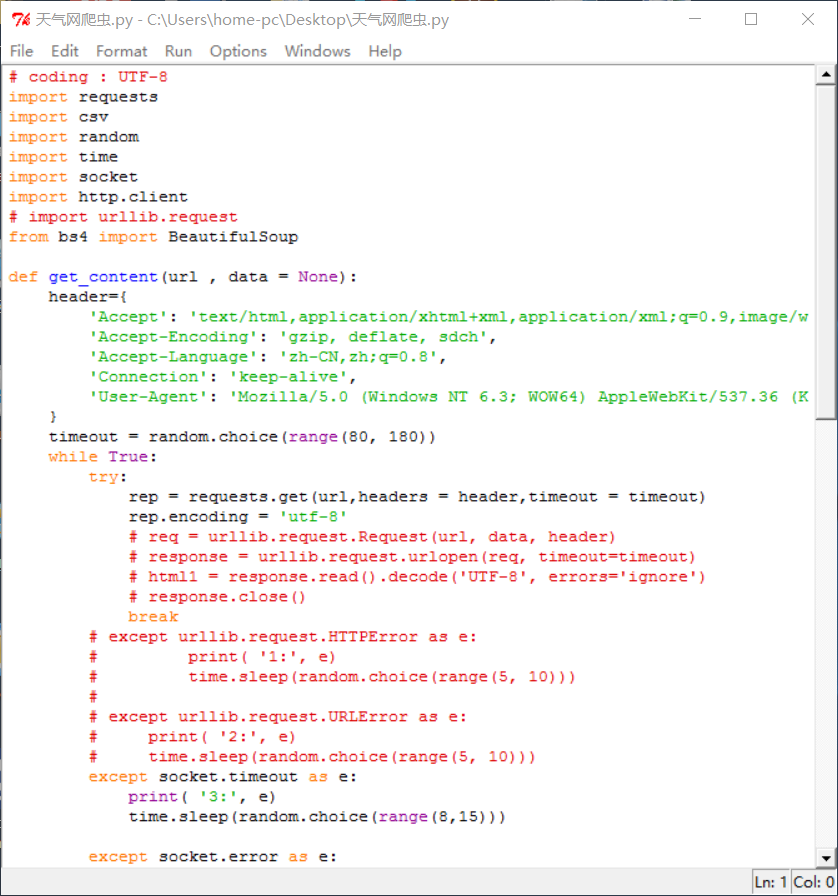 天气网爬虫.py - C:\Users\home-pc\Desktop\天气网爬虫.py
File Edit Format Run Options Windows Help
# coding : UTF-8
import requests
import csv
import random
import time
import socket
import http.client
# import urllib.request
from bs4 import BeautifulSoup

def get_content(url , data = None):
    header={
        'Accept': 'text/html,application/xhtml+xml,application/xml;q=0.9,image/w
        'Accept-Encoding': 'gzip, deflate, sdch',
        'Accept-Language': 'zh-CN,zh;q=0.8',
        'Connection': 'keep-alive',
        'User-Agent': 'Mozilla/5.0 (Windows NT 6.3; WOW64) AppleWebKit/537.36 (K
    }
    timeout = random.choice(range(80, 180))
    while True:
        try:
            rep = requests.get(url,headers = header,timeout = timeout)
            rep.encoding = 'utf-8'
            # req = urllib.request.Request(url, data, header)
            # response = urllib.request.urlopen(req, timeout=timeout)
            # html1 = response.read().decode('UTF-8', errors='ignore')
            # response.close()
            break
        # except urllib.request.HTTPError as e:
        #         print( '1:', e)
        #         time.sleep(random.choice(range(5, 10)))
        #
        # except urllib.request.URLError as e:
        #     print( '2:', e)
        #     time.sleep(random.choice(range(5, 10)))
        except socket.timeout as e:
            print( '3:', e)
            time.sleep(random.choice(range(8,15)))

        except socket.error as e:
Ln: 1 Col: 0